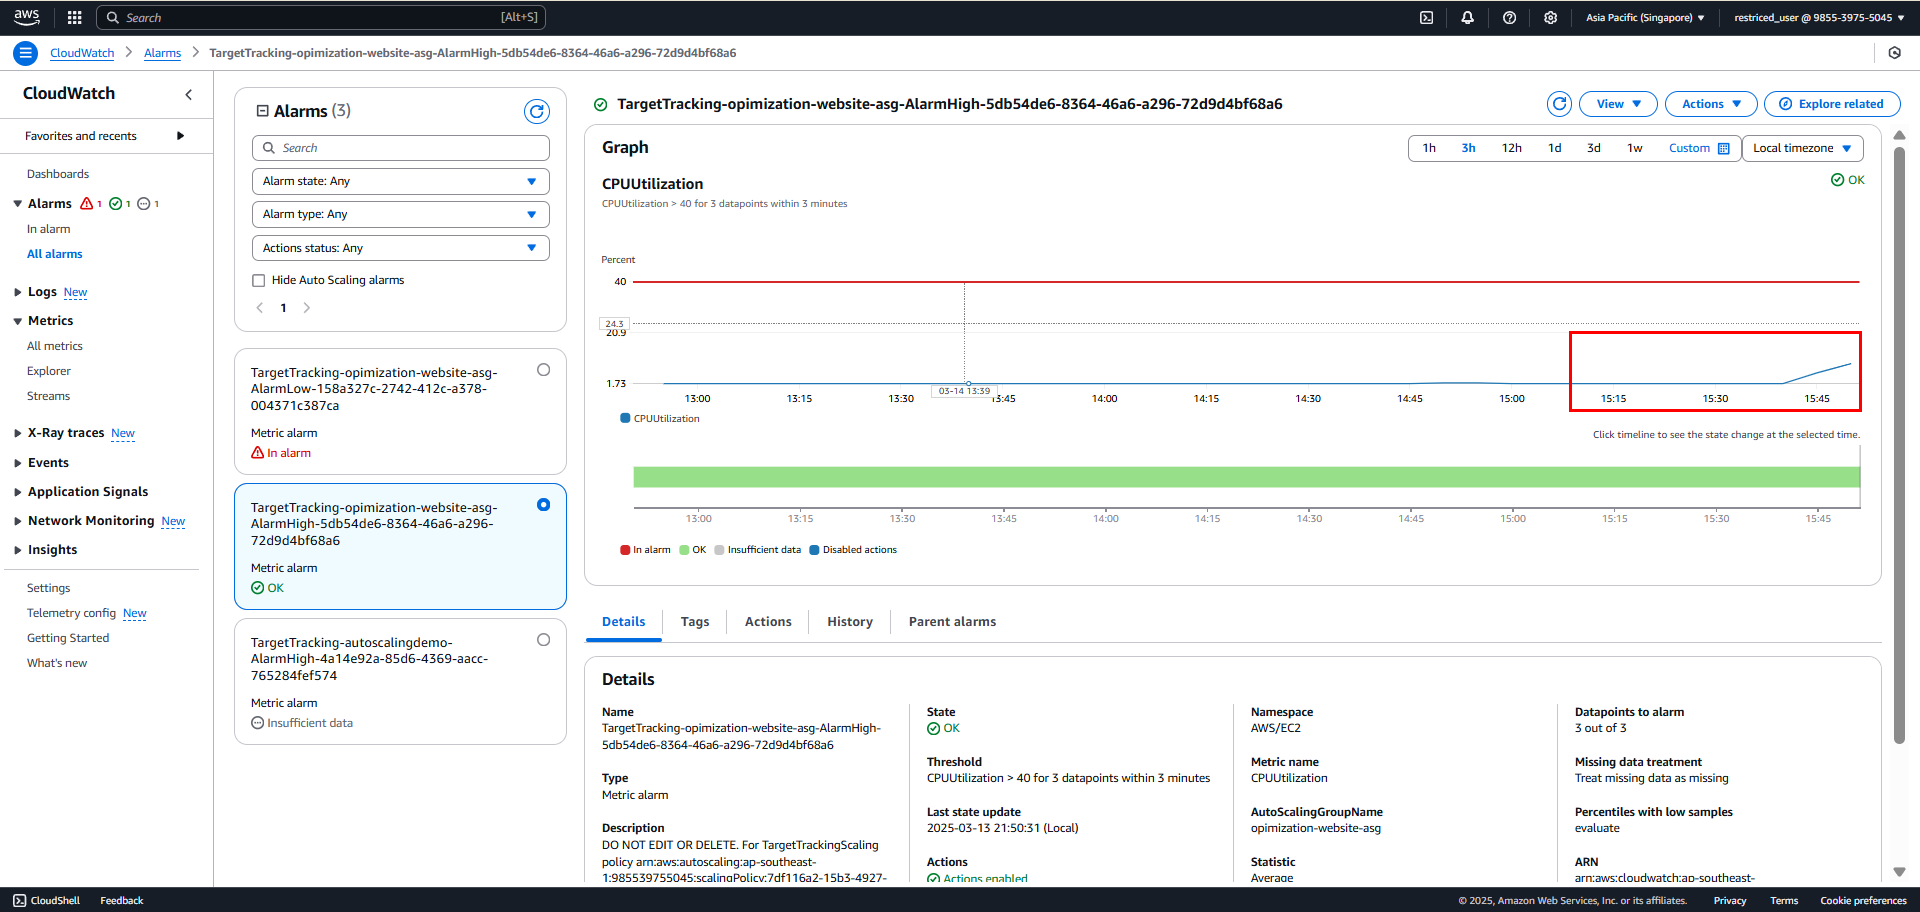 aws
Search
[Alt+S]
Asia Pacific (Singapore)
restriced_user @ 9855-3975-5045
CloudWatch
Alarms
TargetTracking-opimization-website-asg-AlarmHigh-5db54de6-8364-46a6-a296-72d9d4bf68a6
CloudWatch
Favorites and recents
Dashboards
Alarms 1 1 1
In alarm
All alarms
Logs New
Metrics
All metrics
Explorer
Streams
X-Ray traces New
Events
Application Signals
Network Monitoring New
Insights
Settings
Telemetry config New
Getting Started
What's new
Alarms (3)
Search
Alarm state: Any
Alarm type: Any
Actions status: Any
Hide Auto Scaling alarms
1
TargetTracking-opimization-website-asg-
AlarmLow-158a327c-2742-412c-a378-
004371c387ca
Metric alarm
In alarm
TargetTracking-opimization-website-asg-
AlarmHigh-5db54de6-8364-46a6-a296-
72d9d4bf68a6
Metric alarm
OK
TargetTracking-autoscalingdemo-
AlarmHigh-4a14e92a-85d6-4369-aacc-
765284fef574
Metric alarm
Insufficient data
TargetTracking-opimization-website-asg-AlarmHigh-5db54de6-8364-46a6-a296-72d9d4bf68a6
View
Actions
Explore related
Graph
1h 3h 12h 1d 3d 1w Custom Local timezone
CPUUtilization
OK
CPUUtilization > 40 for 3 datapoints within 3 minutes
Percent
40
24.3
20.9
1.73
03-14 13:39
13:00 13:15 13:30 13:45 14:00 14:15 14:30 14:45 15:00 15:15 15:30 15:45
CPUUtilization
Click timeline to see the state change at the selected time.
13:00 13:15 13:30 13:45 14:00 14:15 14:30 14:45 15:00 15:15 15:30 15:45
In alarm OK Insufficient data Disabled actions
Details Tags Actions History Parent alarms
Details
Name
TargetTracking-opimization-website-asg-AlarmHigh-
5db54de6-8364-46a6-a296-72d9d4bf68a6
Type
Metric alarm
Description
DO NOT EDIT OR DELETE. For TargetTrackingScaling
policy arn:aws:autoscaling:ap-southeast-
1:985539755045:scalingPolicy:7df116a2-15b3-4927-
State
OK
Threshold
CPUUtilization > 40 for 3 datapoints within 3 minutes
Last state update
2025-03-13 21:50:31 (Local)
Actions
Actions enabled
Namespace
AWS/EC2
Metric name
CPUUtilization
AutoScalingGroupName
opimization-website-asg
Statistic
Average
Datapoints to alarm
3 out of 3
Missing data treatment
Treat missing data as missing
Percentiles with low samples
evaluate
ARN
arn:aws:cloudwatch:ap-southeast-
CloudShell
Feedback
© 2025, Amazon Web Services, Inc. or its affiliates.
Privacy
Terms
Cookie preferences